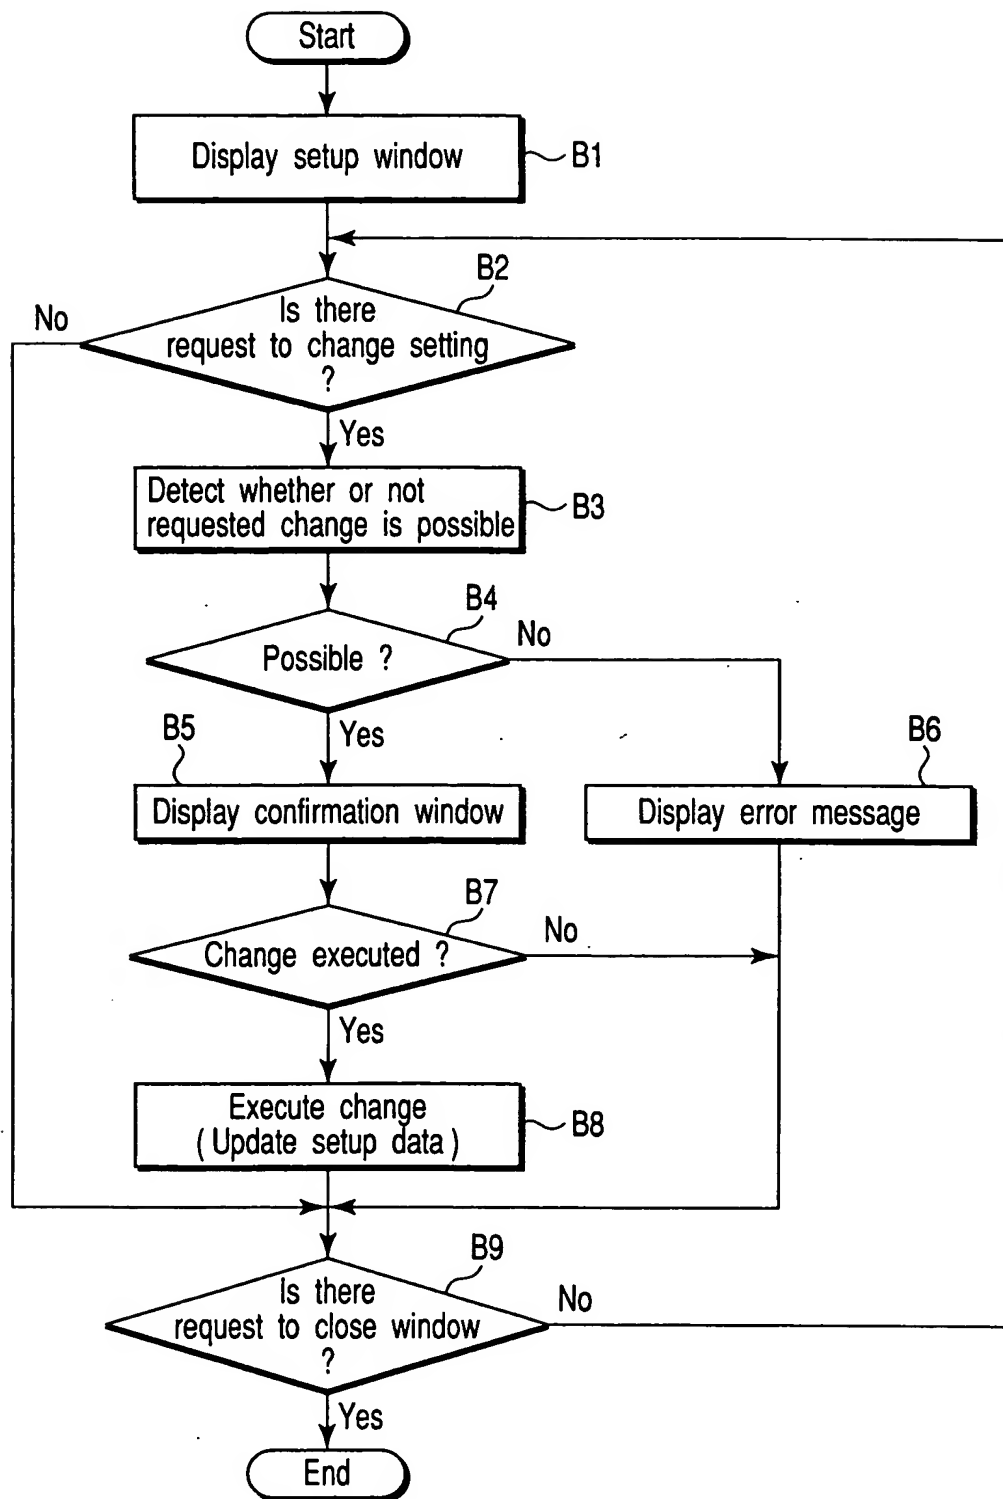 Start
Display setup window
B1
B2
No
Is there
request to change setting
?
Yes
Detect whether or not
requested change is possible
B3
B4
No
Possible ?
Yes
B5
B6
Display confirmation window
Display error message
B7
No
Change executed ?
Yes
Execute change
(Update setup data)
B8
B9
Is there
request to close window
?
No
Yes
End